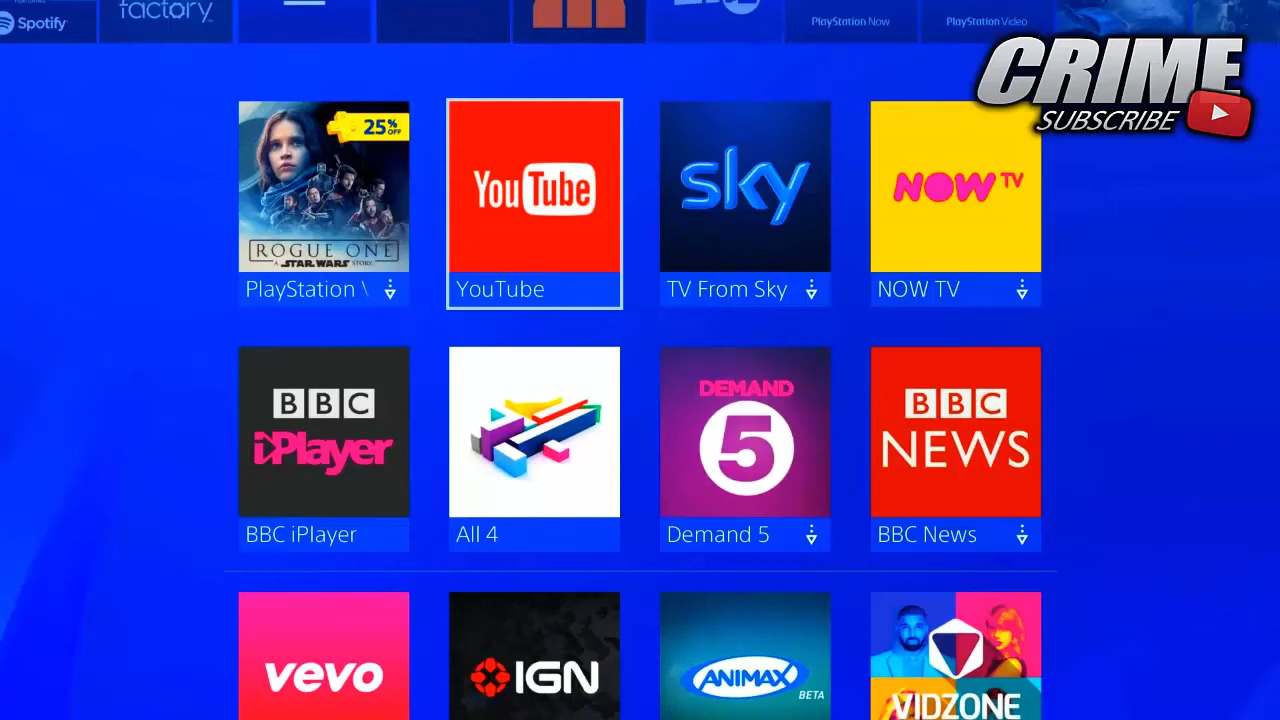 Spotify
factory
PlayStation Now
PlayStation Video
CRIME
SUBSCRIBE
25% OFF
ROGUE ONE
A STAR WARS STORY
YouTube
sky
NOW TV
PlayStation \
YouTube
TV From Sky
NOW TV
BBC
iPlayer
DEMAND
5
BBC
NEWS
BBC iPlayer
All 4
Demand 5
BBC News
vevo
IGN
ANIMAX
BETA
VIDZONE